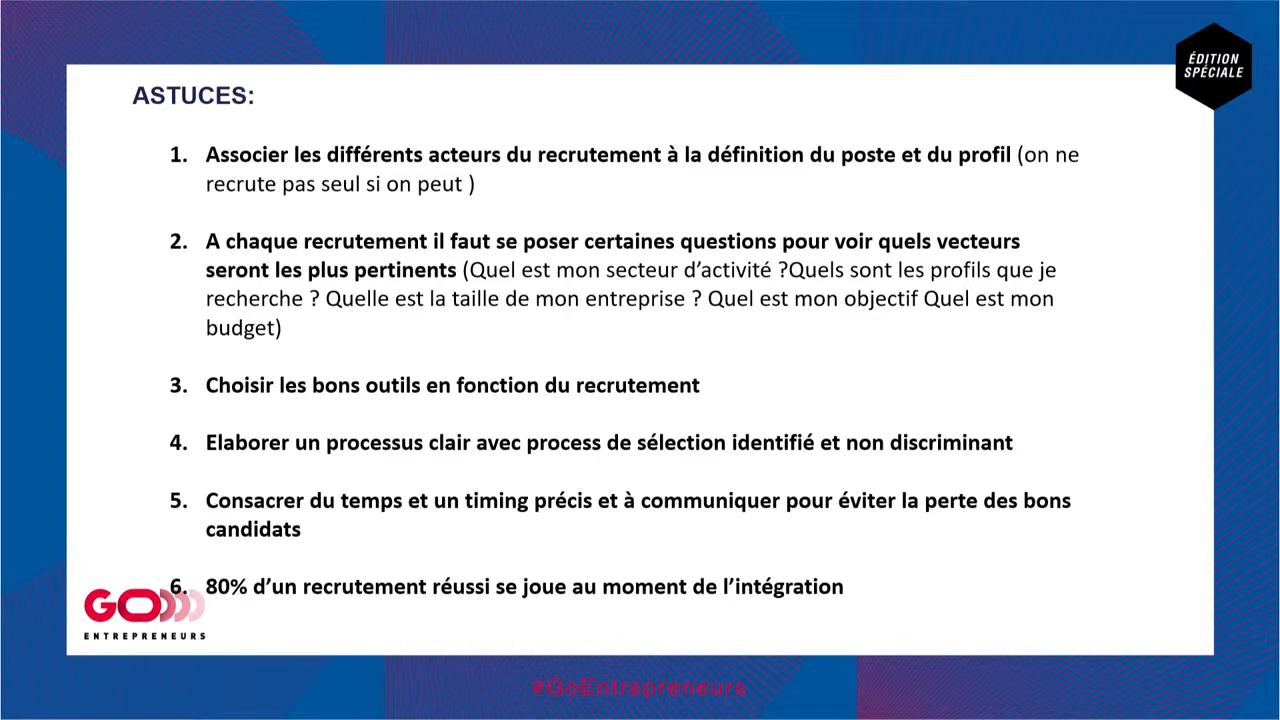 ÉDITION
SPÉCIALE
ASTUCES:
1. Associer les différents acteurs du recrutement à la définition du poste et du profil (on ne
recrute pas seul si on peut )
2. A chaque recrutement il faut se poser certaines questions pour voir quels vecteurs
seront les plus pertinents (Quel est mon secteur d'activité ?Quels sont les profils que je
recherche ? Quelle est la taille de mon entreprise ? Quel est mon objectif Quel est mon
budget)
3. Choisir les bons outils en fonction du recrutement
4. Elaborer un processus clair avec process de sélection identifié et non discriminant
5. Consacrer du temps et un timing précis et à communiquer pour éviter la perte des bons
candidats
6. 80% d'un recrutement réussi se joue au moment de l'intégration
GO
ENTREPRENEURS
#GoEntrepreneurs